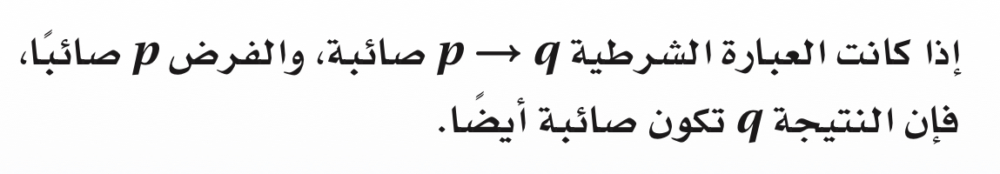 إذا كانت العبارة الشرطية p → q صائبة، والفرض p صائبًا،
فإن النتيجة q تكون صائبة أيضًا.